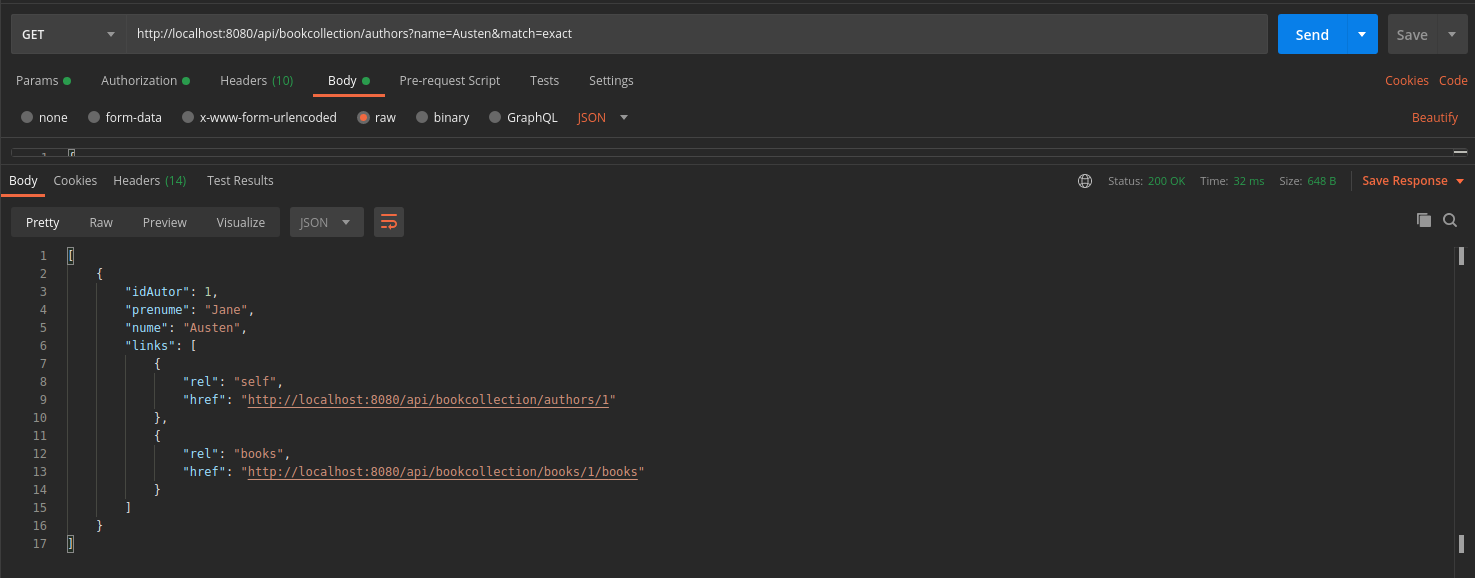 GET http://localhost:8080/api/bookcollection/authors?name=Austen&match=exact Send Save
Params Authorization Headers (10) Body Pre-request Script Tests Settings Cookies Code
none form-data x-www-form-urlencoded raw binary GraphQL JSON Beautify
Body Cookies Headers (14) Test Results Status: 200 OK Time: 32 ms Size: 648 B Save Response
Pretty Raw Preview Visualize JSON
1 [
2 {
3 "idAutor": 1,
4 "prenume": "Jane",
5 "nume": "Austen",
6 "links": [
7 {
8 "rel": "self",
9 "href": "http://localhost:8080/api/bookcollection/authors/1"
10 },
11 {
12 "rel": "books",
13 "href": "http://localhost:8080/api/bookcollection/books/1/books"
14 }
15 ]
16 }
17 ]